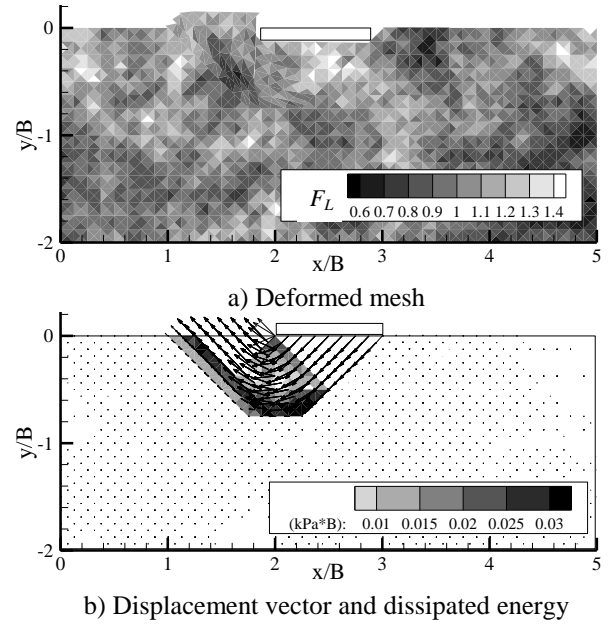 0
-1
-2
y/B
F_L
0.6 0.7 0.8 0.9 1 1.1 1.2 1.3 1.4
0 1 2 3 4 5
x/B
a) Deformed mesh
0
-1
-2
y/B
(kPa*B): 0.01 0.015 0.02 0.025 0.03
0 1 2 3 4 5
x/B
b) Displacement vector and dissipated energy